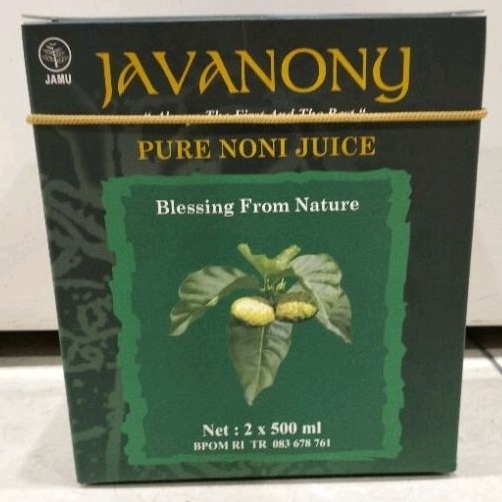 JAMU
JAVANONY
" Always The First And The Best "
PURE NONI JUICE
Blessing From Nature
Net : 2 x 500 ml
BPOM RI TR 083 678 761